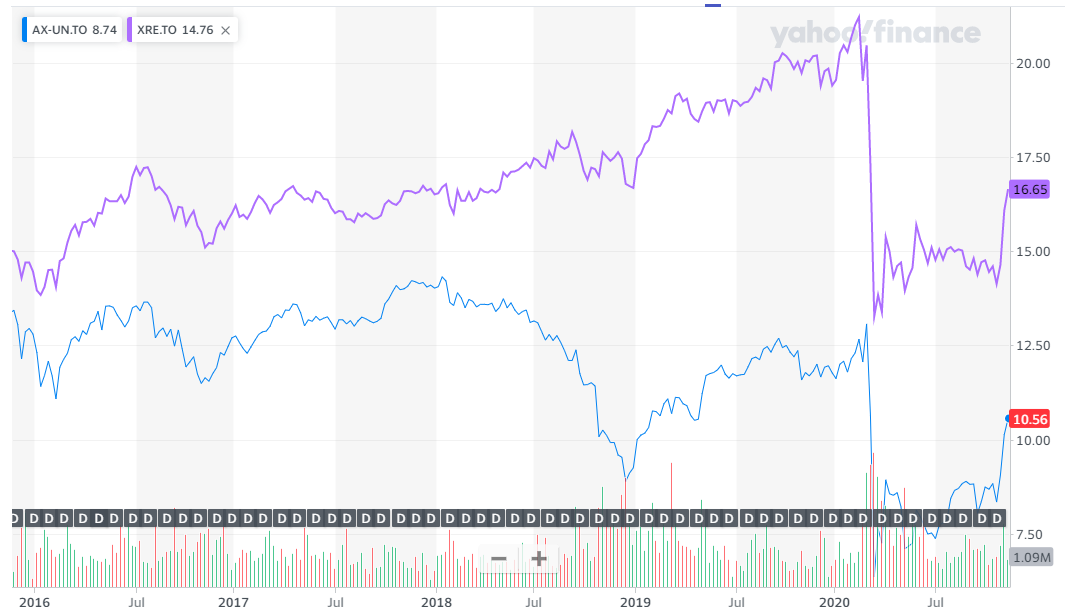 AX-UN.TO 8.74 XRE.TO 14.76 ×
yahoo!finance
20.00
17.50
16.65
15.00
12.50
10.56
10.00
D D D D D D D D D D D D D D D D D D D D D D D D D D D D D D D D D D D D D D D D D D D D D D D D D D D D D D D D D D D
7.50
1.09M
− +
2016 Jul 2017 Jul 2018 Jul 2019 Jul 2020 Jul